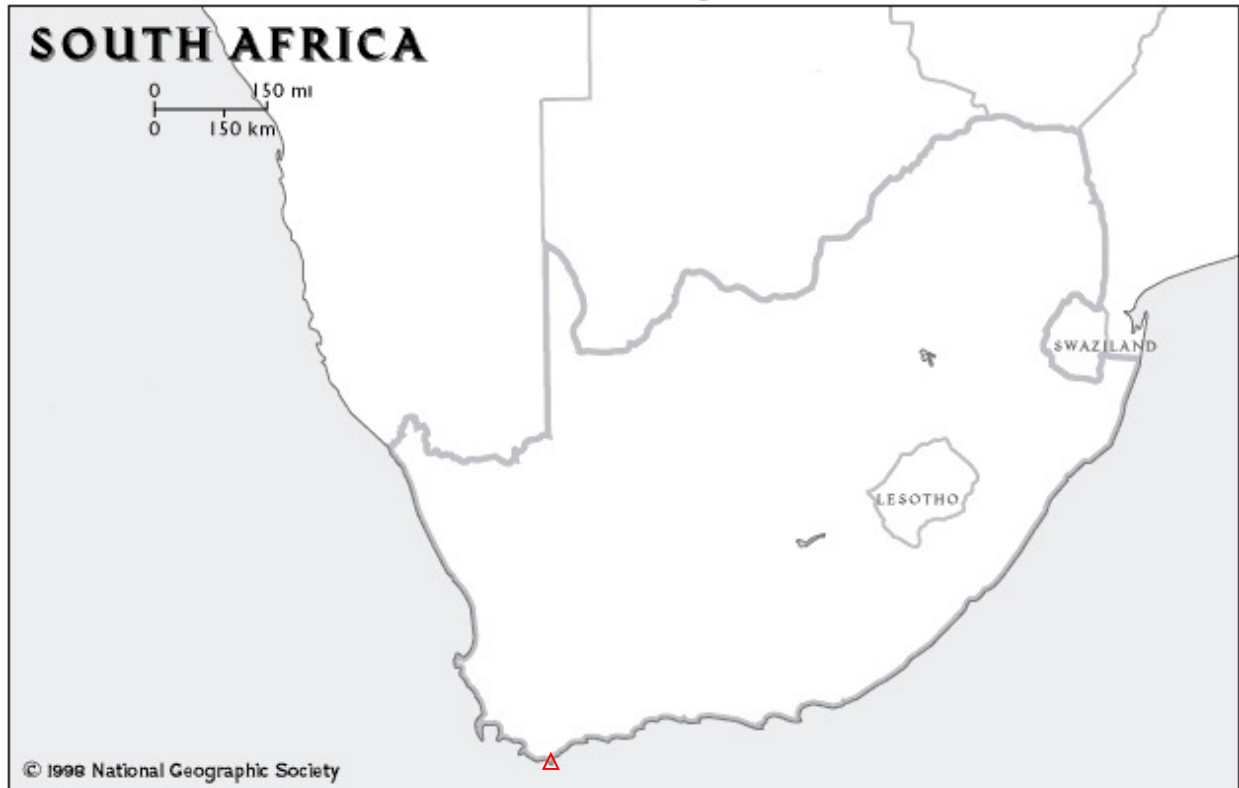 SOUTH AFRICA
0 150 mi
0 150 km
SWAZILAND
LESOTHO
© 1998 National Geographic Society